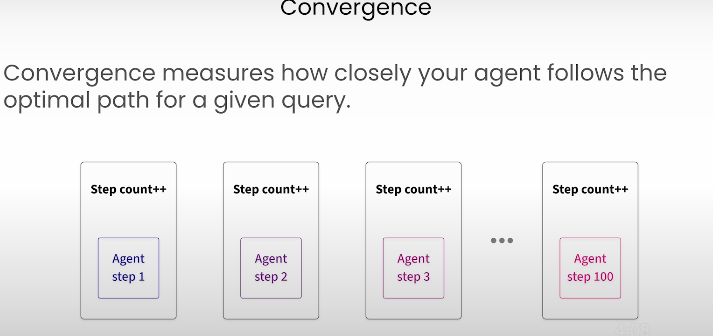 Convergence
Convergence measures how closely your agent follows the
optimal path for a given query.
Step count++ Step count++ Step count++ Step count++
Agent Agent Agent Agent
step 1 step 2 step 3 step 100